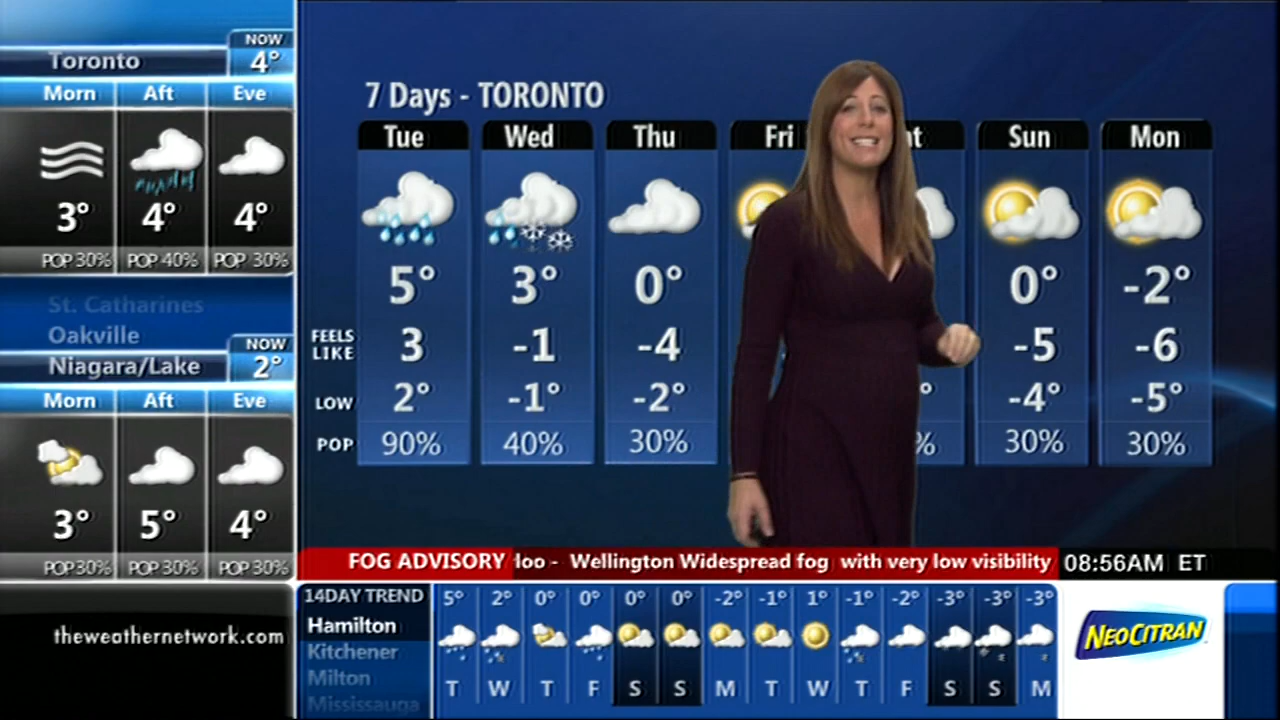 NOW
Toronto 4°
Morn Aft Eve
3° 4° 4°
POP 30% POP 40% POP 30%
St. Catharines
Oakville
NOW
Niagara/Lake 2°
Morn Aft Eve
3° 5° 4°
POP 30% POP 30% POP 30%
theweathernetwork.com
7 Days - TORONTO
Tue Wed Thu Fri Sun Mon
5° 3° 0° 0° -2°
FEELS LIKE 3 -1 -4 -5 -6
LOW 2° -1° -2° -4° -5°
POP 90% 40% 30% % 30% 30%
FOG ADVISORY loo - Wellington Widespread fog with very low visibility 08:56AM ET
14DAY TREND 5° 2° 0° 0° 0° 0° -2° -1° 1° -1° -2° -3° -3° -3°
Hamilton
Kitchener
Milton
Mississauga
T W T F S S M T W T F S S M
NEOCITRAN